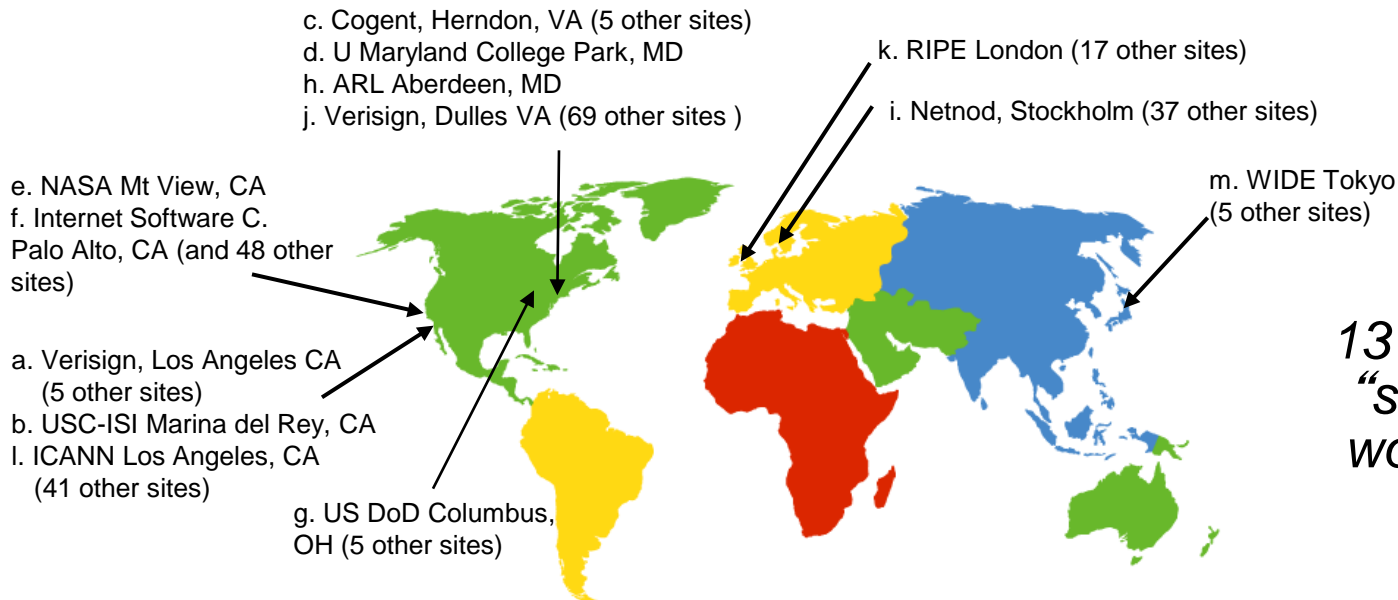 c. Cogent, Herndon, VA (5 other sites)
d. U Maryland College Park, MD
h. ARL Aberdeen, MD
j. Verisign, Dulles VA (69 other sites )
k. RIPE London (17 other sites)
i. Netnod, Stockholm (37 other sites)
m. WIDE Tokyo
(5 other sites)
e. NASA Mt View, CA
f. Internet Software C.
Palo Alto, CA (and 48 other
sites)
a. Verisign, Los Angeles CA
(5 other sites)
b. USC-ISI Marina del Rey, CA
l. ICANN Los Angeles, CA
(41 other sites)
g. US DoD Columbus,
OH (5 other sites)
13